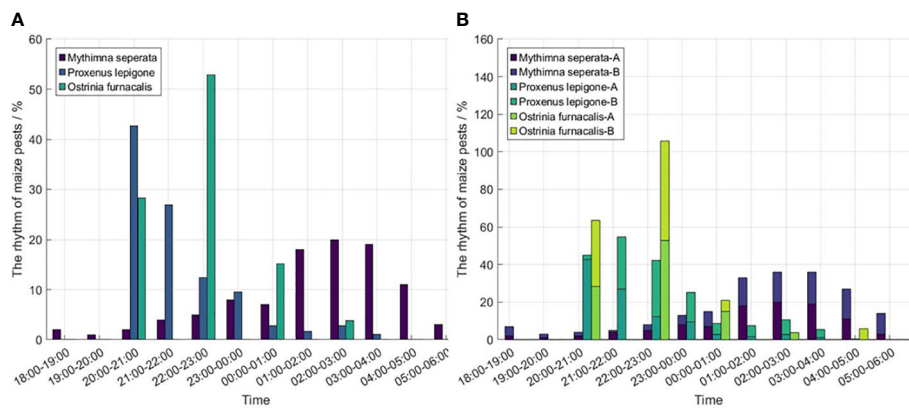 A
The rhythm of maize pests / %
60
50
40
30
20
10
0
Mythimna seperata
Proxenus lepigone
Ostrinia furnacalis
18:00-19:00
19:00-20:00
20:00-21:00
21:00-22:00
22:00-23:00
23:00-00:00
00:00-01:00
01:00-02:00
02:00-03:00
03:00-04:00
04:00-05:00
05:00-06:00
Time
B
The rhythm of maize pests / %
160
140
120
100
80
60
40
20
0
Mythimna seperata-A
Mythimna seperata-B
Proxenus lepigone-A
Proxenus lepigone-B
Ostrinia furnacalis-A
Ostrinia furnacalis-B
18:00-19:00
19:00-20:00
20:00-21:00
21:00-22:00
22:00-23:00
23:00-00:00
00:00-01:00
01:00-02:00
02:00-03:00
03:00-04:00
04:00-05:00
05:00-06:00
Time